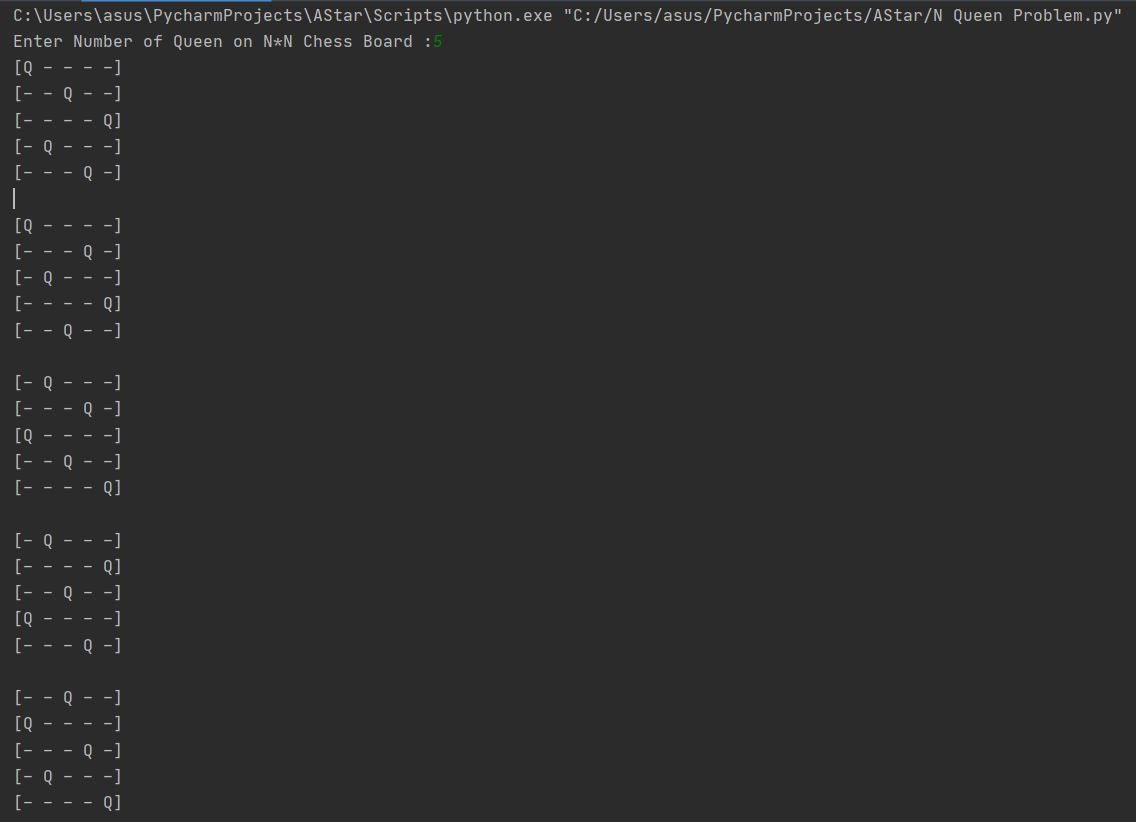 C:\Users\asus\PycharmProjects\AStar\Scripts\python.exe "C:/Users/asus/PycharmProjects/AStar/N Queen Problem.py"
Enter Number of Queen on N*N Chess Board :5
[Q - - - -]
[- - Q - -]
[- - - - Q]
[- Q - - -]
[- - - Q -]

[Q - - - -]
[- - - Q -]
[- Q - - -]
[- - - - Q]
[- - Q - -]

[- Q - - -]
[- - - Q -]
[Q - - - -]
[- - Q - -]
[- - - - Q]

[- Q - - -]
[- - - - Q]
[- - Q - -]
[Q - - - -]
[- - - Q -]

[- - Q - -]
[Q - - - -]
[- - - Q -]
[- Q - - -]
[- - - - Q]